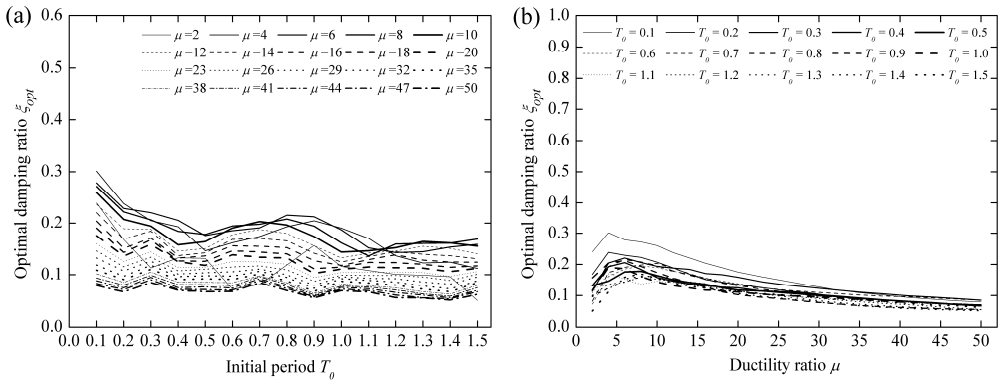 (a)
0.6
0.5
0.4
0.3
0.2
0.1
0.0
Optimal damping ratio ξopt
μ=2 μ=4 μ=6 μ=8 μ=10
μ=12 μ=14 μ=16 μ=18 μ=20
μ=23 μ=26 μ=29 μ=32 μ=35
μ=38 μ=41 μ=44 μ=47 μ=50
0.0 0.1 0.2 0.3 0.4 0.5 0.6 0.7 0.8 0.9 1.0 1.1 1.2 1.3 1.4 1.5
Initial period T0
(b)
1.0
0.9
0.8
0.7
0.6
0.5
0.4
0.3
0.2
0.1
0.0
Optimal damping ratio ξopt
T0 = 0.1 T0 = 0.2 T0 = 0.3 T0 = 0.4 T0 = 0.5
T0 = 0.6 T0 = 0.7 T0 = 0.8 T0 = 0.9 T0 = 1.0
T0 = 1.1 T0 = 1.2 T0 = 1.3 T0 = 1.4 T0 = 1.5
0 5 10 15 20 25 30 35 40 45 50
Ductility ratio μ